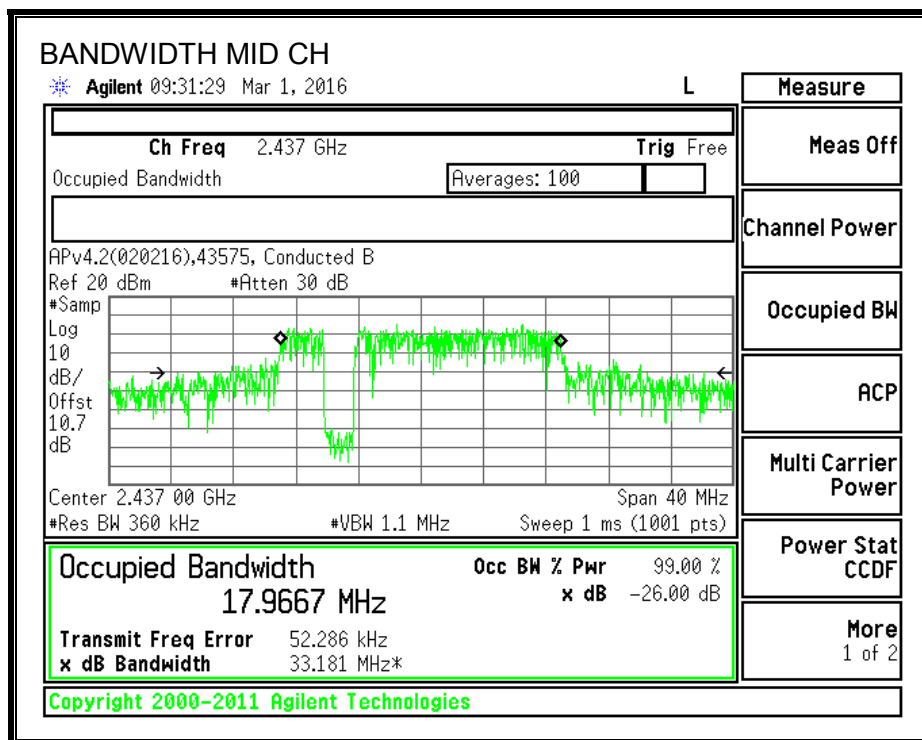 BANDWIDTH MID CH
Agilent 09:31:29 Mar 1, 2016 L
Measure
Ch Freq 2.437 GHz Trig Free
Meas Off
Occupied Bandwidth Averages: 100
Channel Power
APv4.2(020216),43575, Conducted B
Ref 20 dBm #Atten 30 dB
Occupied BW
#Samp
Log
10
dB/
Offst
10.7
dB
ACP
Multi Carrier
Power
Center 2.437 00 GHz Span 40 MHz
#Res BW 360 kHz #VBW 1.1 MHz Sweep 1 ms (1001 pts)
Power Stat
CCDF
Occupied Bandwidth Occ BW % Pwr 99.00 %
17.9667 MHz x dB -26.00 dB
Transmit Freq Error 52.286 kHz
x dB Bandwidth 33.181 MHz*
More
1 of 2
Copyright 2000-2011 Agilent Technologies